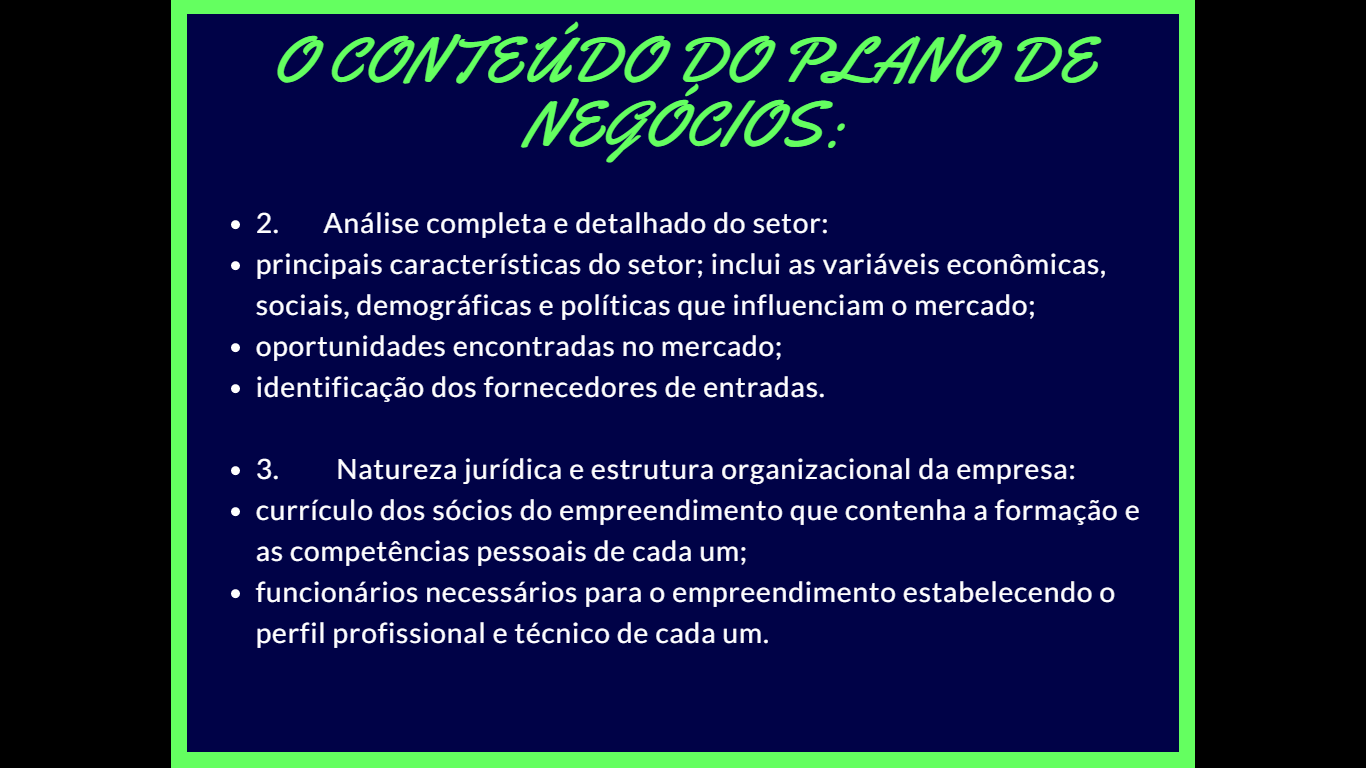 O CONTEÚDO DO PLANO DE
NEGÓCIOS:
• 2. Análise completa e detalhado do setor:
• principais características do setor; inclui as variáveis econômicas,
sociais, demográficas e políticas que influenciam o mercado;
• oportunidades encontradas no mercado;
• identificação dos fornecedores de entradas.
• 3. Natureza jurídica e estrutura organizacional da empresa:
• currículo dos sócios do empreendimento que contenha a formação e
as competências pessoais de cada um;
• funcionários necessários para o empreendimento estabelecendo o
perfil profissional e técnico de cada um.